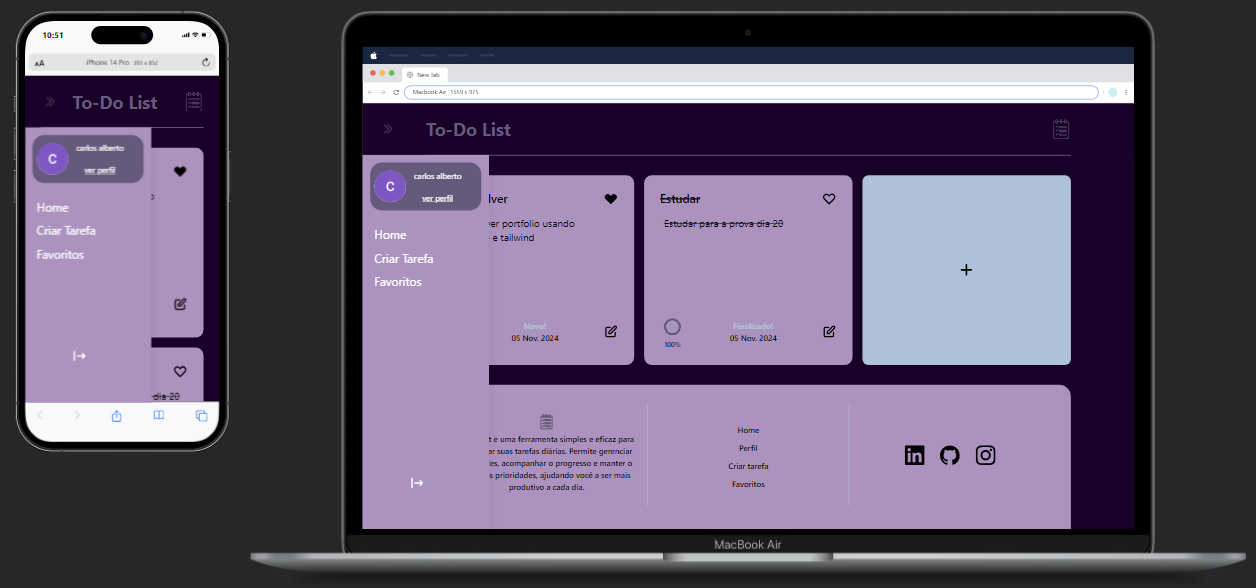 10:51
AA
iPhone 14 Pro 393 x 852
To-Do List
C
carlos alberto
ver perfil
Home
Criar Tarefa
Favoritos
dia 20
New Tab
Macbook Air 1559 x 975
To-Do List
C
carlos alberto
ver perfil
Home
Criar Tarefa
Favoritos
lver
ver portfolio usando
e tailwind
Novo!
05 Nov. 2024
Estudar
Estudar para a prova dia 20
100%
Finalizado!
05 Nov. 2024
+
t é uma ferramenta simples e eficaz para
ar suas tarefas diárias. Permite gerenciar
es, acompanhar o progresso e manter o
s prioridades, ajudando você a ser mais
produtivo a cada dia.
Home
Perfil
Criar tarefa
Favoritos
in
MacBook Air